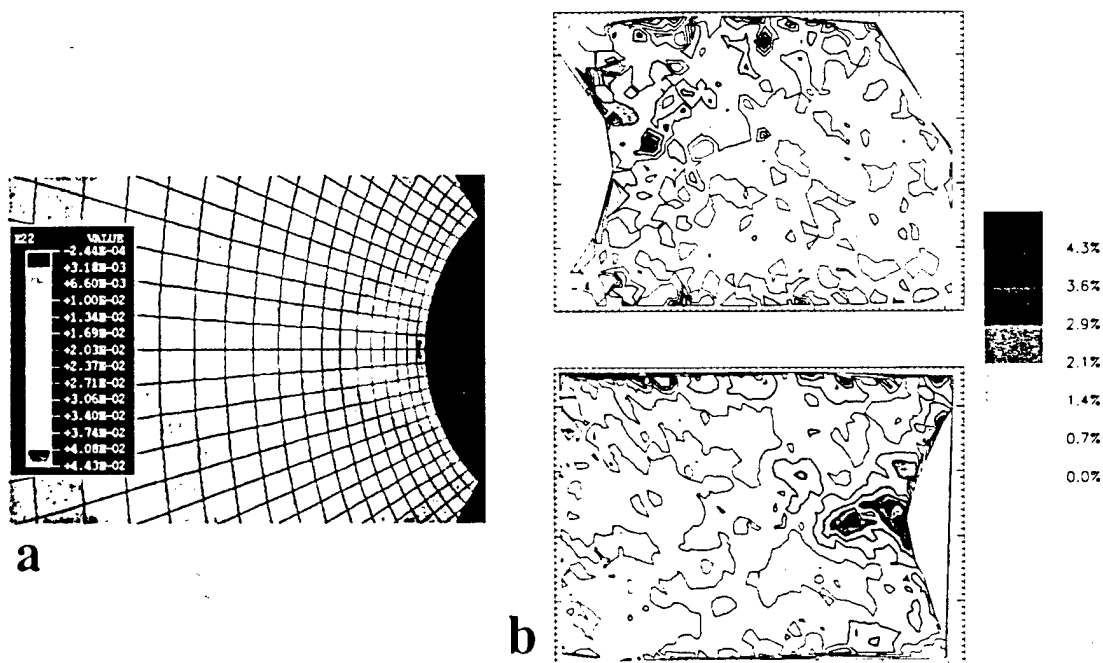 E22 VALUE
-2.44E-04
+3.18E-03
+6.60E-03
+1.00E-02
+1.34E-02
+1.69E-02
+2.03E-02
+2.37E-02
+2.71E-02
+3.06E-02
+3.40E-02
+3.74E-02
+4.08E-02
+4.43E-02
a
4.3%
3.6%
2.9%
2.1%
1.4%
0.7%
0.0%
b